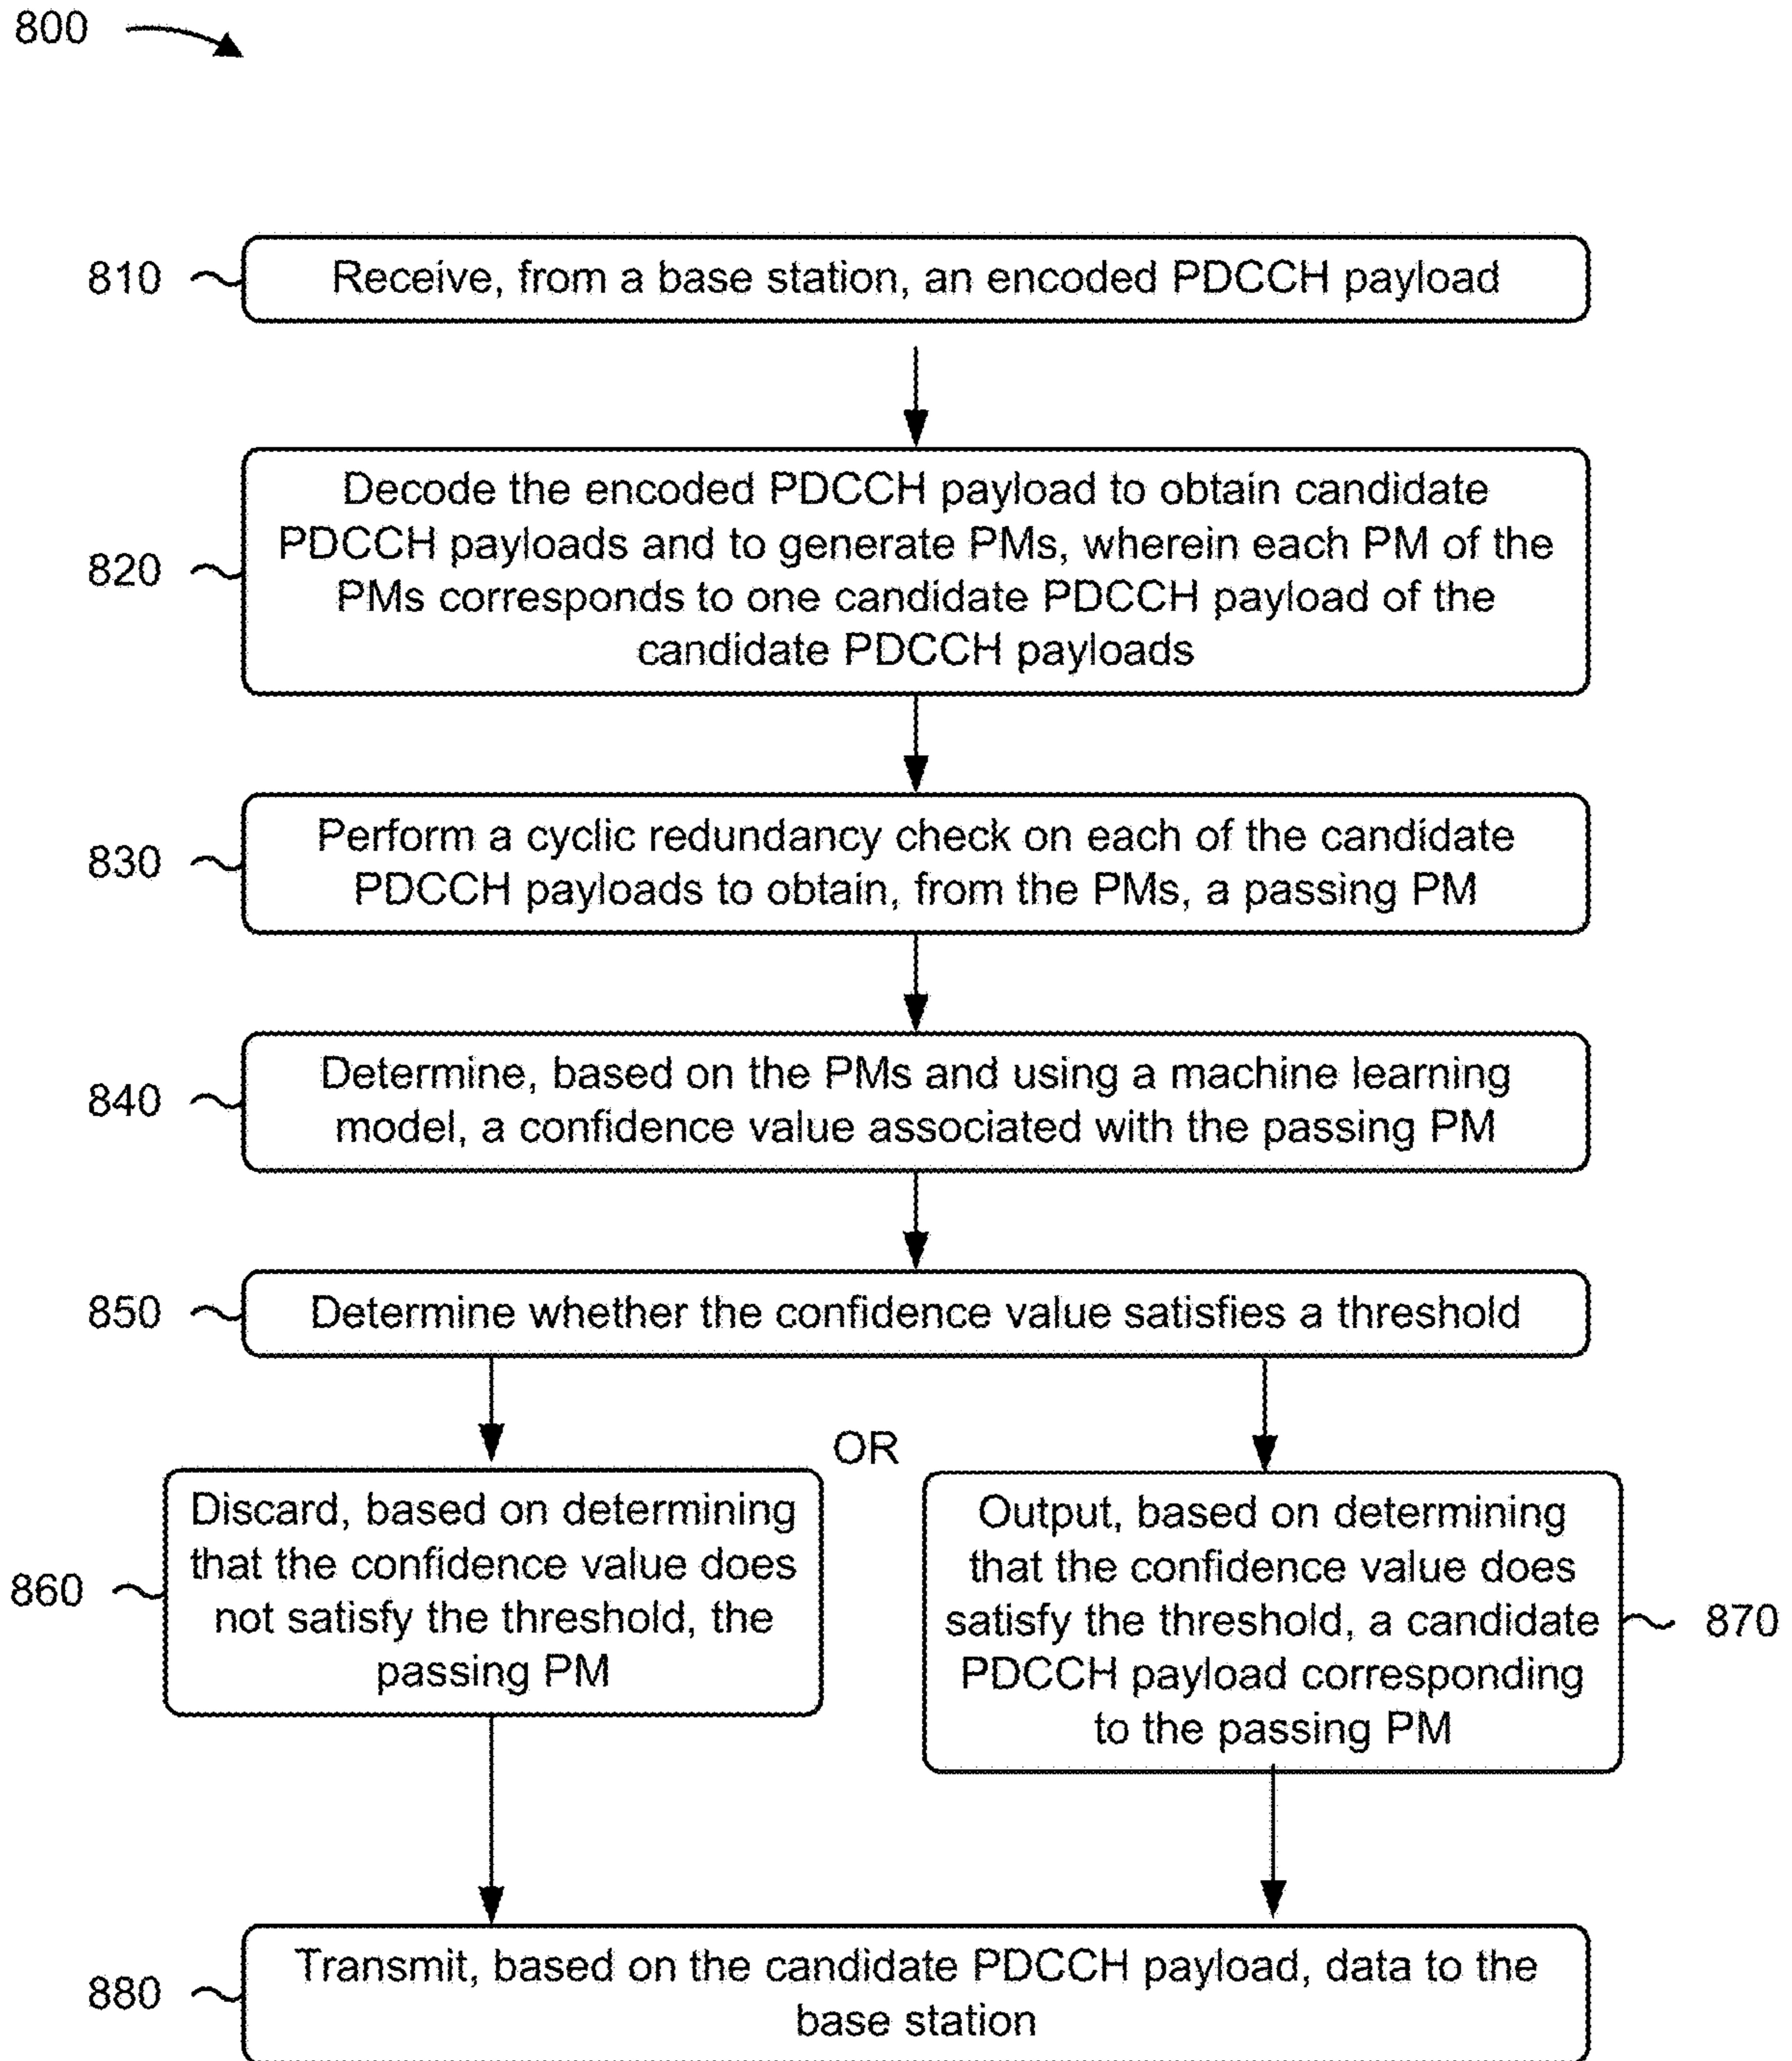 800
810
Receive, from a base station, an encoded PDCCH payload
820
Decode the encoded PDCCH payload to obtain candidate
PDCCH payloads and to generate PMs, wherein each PM of the
PMs corresponds to one candidate PDCCH payload of the
candidate PDCCH payloads
830
Perform a cyclic redundancy check on each of the candidate
PDCCH payloads to obtain, from the PMs, a passing PM
840
Determine, based on the PMs and using a machine learning
model, a confidence value associated with the passing PM
850
Determine whether the confidence value satisfies a threshold
OR
860
Discard, based on determining
that the confidence value does
not satisfy the threshold, the
passing PM
Output, based on determining
that the confidence value does
satisfy the threshold, a candidate
PDCCH payload corresponding
to the passing PM
870
880
Transmit, based on the candidate PDCCH payload, data to the
base station